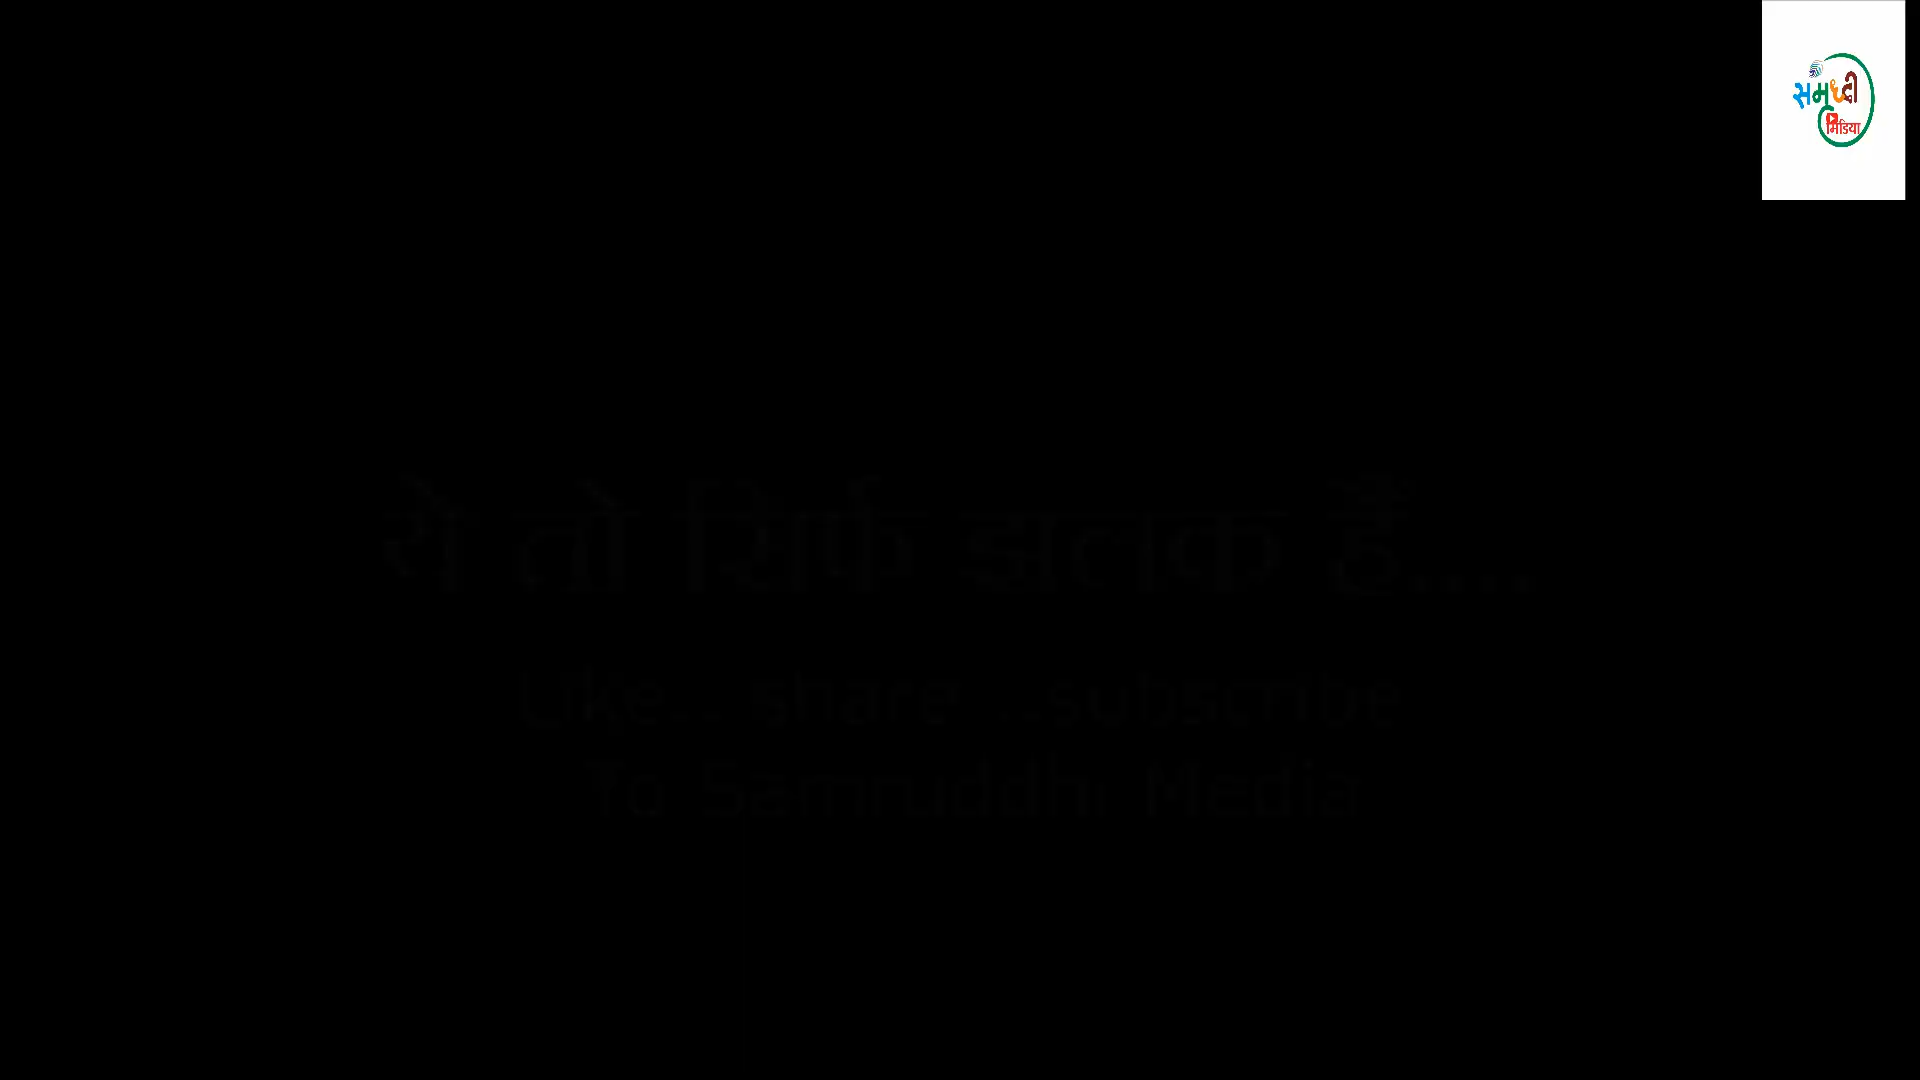 समृध्दी
मिडिया
ये तो सिर्फ झलक हैं....
Like... share ...subscribe
To Samruddhi Media